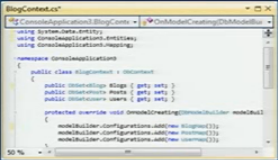 BlogContext.cs*
ConsoleApplication3.BlogConte
OnModelCreating(DbModelBu
using System.Data.Entity;
using ConsoleApplication3.Entities;
using ConsoleApplication3.Mapping;
namespace ConsoleApplication3
{
public class BlogContext : DbContext
{
public DbSet<Blog> Blogs { get; set; }
public DbSet<Post> Posts { get; set; }
public DbSet<User> Users { get; set; }
protected override void OnModelCreating(DbModelBuilder modelBuil
{
modelBuilder.Configurations.Add(new BlogMap());
modelBuilder.Configurations.Add(new PostMap());
modelBuilder.Configurations.Add(new UserMap());
50 %